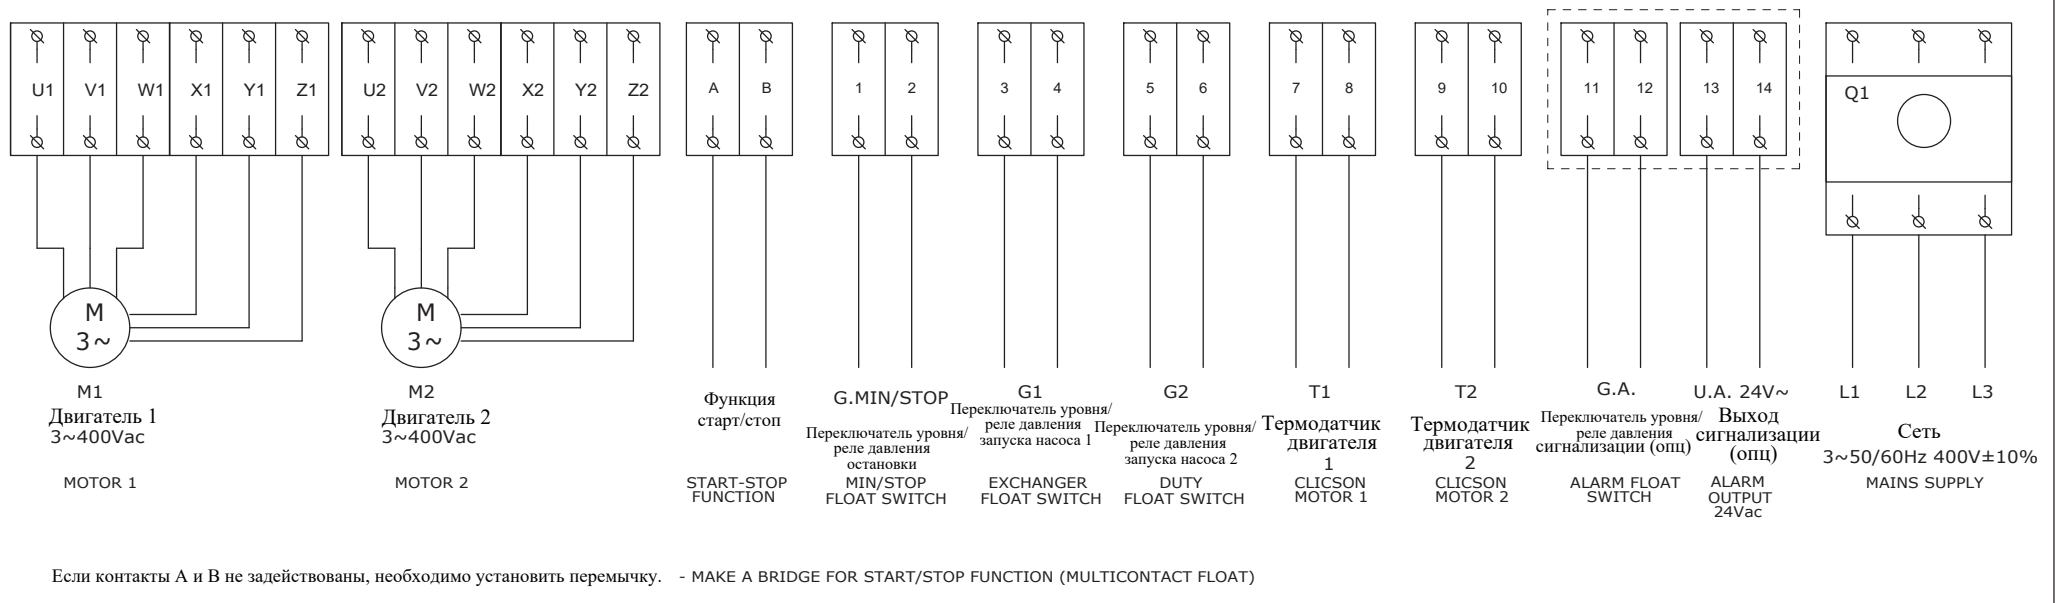 U1 V1 W1 X1 Y1 Z1 U2 V2 W2 X2 Y2 Z2 A B 1 2 3 4 5 6 7 8 9 10 11 12 13 14 Q1
M
3~
M1
Двигатель 1
3~400Vac
MOTOR 1
M
3~
M2
Двигатель 2
3~400Vac
MOTOR 2
Функция
старт/стоп
START-STOP
FUNCTION
G.MIN/STOP
Переключатель уровня/
реле давления
остановки
MIN/STOP
FLOAT SWITCH
G1
Переключатель уровня/
реле давления
запуска насоса 1
EXCHANGER
FLOAT SWITCH
G2
Переключатель уровня/
реле давления
запуска насоса 2
DUTY
FLOAT SWITCH
T1
Термодатчик
двигателя
1
CLICSON
MOTOR 1
T2
Термодатчик
двигателя
2
CLICSON
MOTOR 2
G.A.
Переключатель уровня/
реле давления
сигнализации (опц)
ALARM FLOAT
SWITCH
U.A. 24V~
Выход
сигнализации
(опц)
ALARM
OUTPUT
24Vac
L1 L2 L3
Сеть
3~50/60Hz 400V±10%
MAINS SUPPLY
Если контакты А и В не задействованы, необходимо установить перемычку. - MAKE A BRIDGE FOR START/STOP FUNCTION (MULTICONTACT FLOAT)